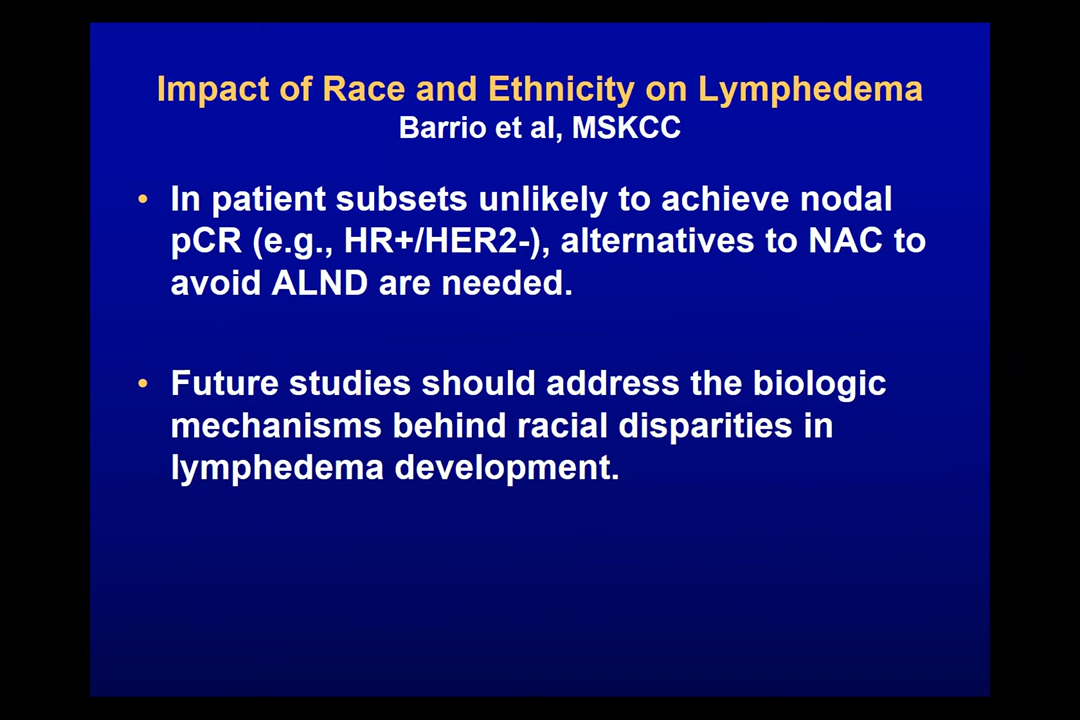 Impact of Race and Ethnicity on Lymphedema
Barrio et al, MSKCC
• In patient subsets unlikely to achieve nodal
pCR (e.g., HR+/HER2-), alternatives to NAC to
avoid ALND are needed.
• Future studies should address the biologic
mechanisms behind racial disparities in
lymphedema development.